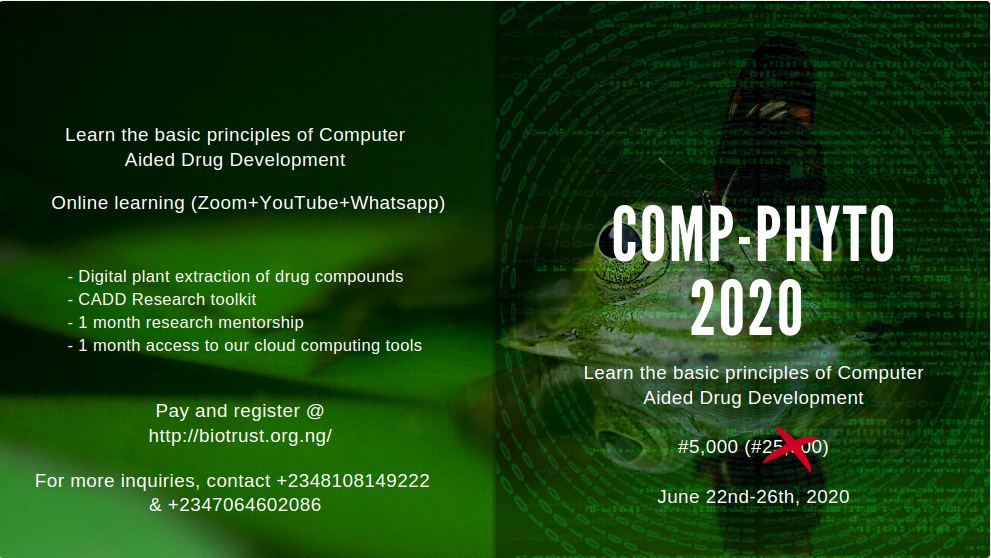 Learn the basic principles of Computer
Aided Drug Development
Online learning (Zoom+YouTube+Whatsapp)
- Digital plant extraction of drug compounds
- CADD Research toolkit
- 1 month research mentorship
- 1 month access to our cloud computing tools
Pay and register @
http://biotrust.org.ng/
For more inquiries, contact +2348108149222
& +2347064602086
COMP-PHYTO
2020
Learn the basic principles of Computer
Aided Drug Development
#5,000 (#25,000)
June 22nd-26th, 2020